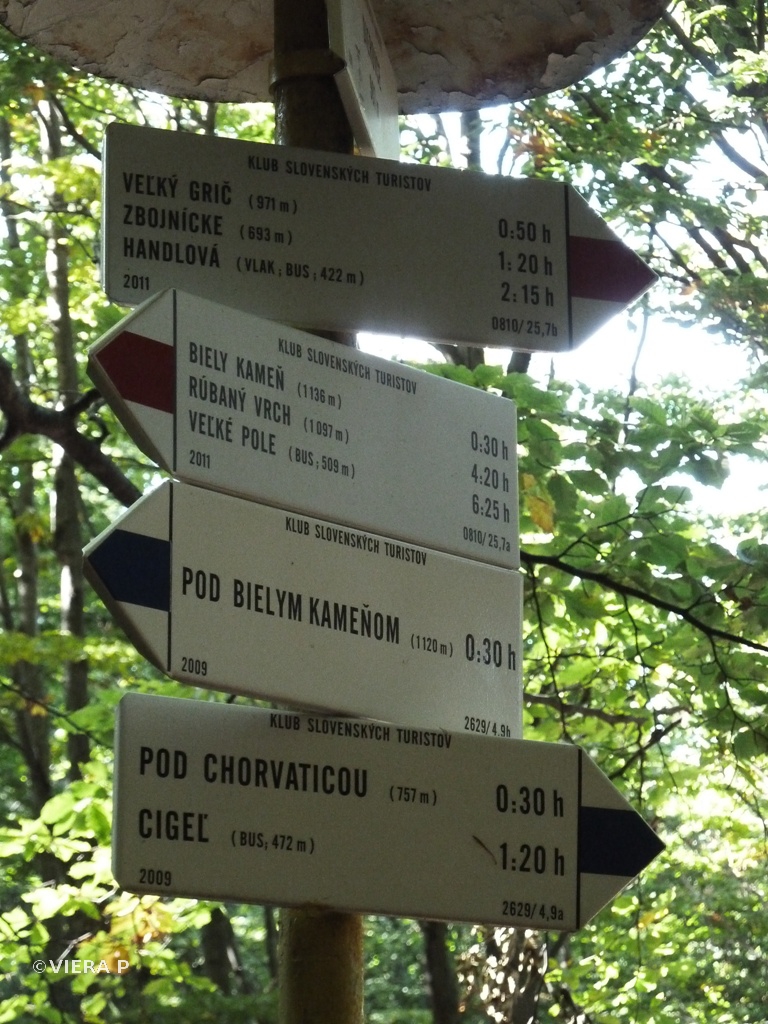 KLUB SLOVENSKÝCH TURISTOV
VEĽKÝ GRIČ (971 m) 0:50 h
ZBOJNÍCKE (693 m) 1:20 h
HANDLOVÁ (VLAK; BUS; 422 m) 2:15 h
2011 0810/25,7b
KLUB SLOVENSKÝCH TURISTOV
BIELY KAMEŇ (1136 m) 0:30 h
RÚBANÝ VRCH (1097 m) 4:20 h
VEĽKÉ POLE (BUS; 509 m) 6:25 h
2011 0810/25,7a
KLUB SLOVENSKÝCH TURISTOV
POD BIELYM KAMEŇOM (1120 m) 0:30 h
2009 2629/4,9b
KLUB SLOVENSKÝCH TURISTOV
POD CHORVATICOU (757 m) 0:30 h
CIGEĽ (BUS; 472 m) 1:20 h
2009 2629/4,9a
©VIERA P